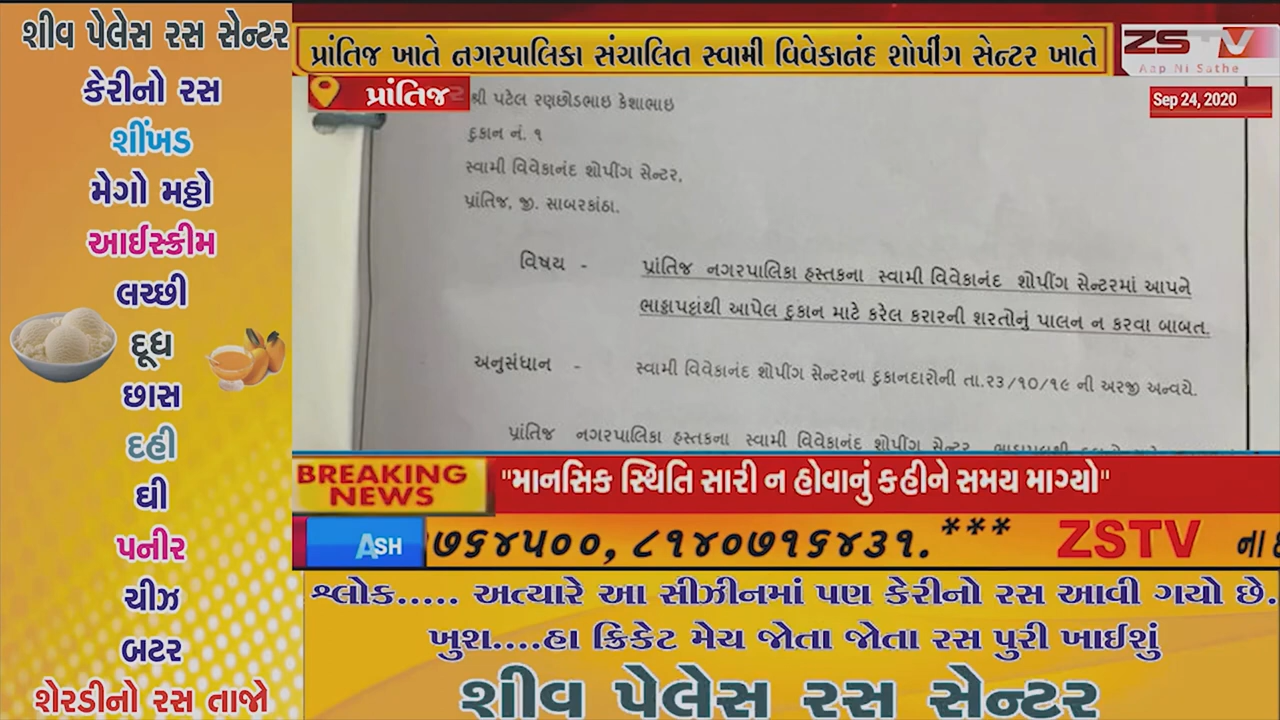 શીવ પેલેસ રસ સેન્ટર
કેરીનો રસ
શીંખડ
મેગો મઠ્ઠો
આઈસ્ક્રીમ
લચ્છી
દૂધ
છાસ
દહી
ઘી
પનીર
ચીઝ
બટર
શેરડીનો રસ તાજો
પ્રાંતિજ ખાતે નગરપાલિકા સંચાલિત સ્વામી વિવેકાનંદ શોપીંગ સેન્ટર ખાતે
ZSTV
Aap Ni Sathe
પ્રાંતિજ
Sep 24, 2020
શ્રી પટેલ રણછોડભાઇ કેશાભાઇ
દુકાન નં. ૧
સ્વામી વિવેકાનંદ શોપીંગ સેન્ટર,
પ્રાંતિજ, જી. સાબરકાંઠા.
વિષય - પ્રાંતિજ નગરપાલિકા હસ્તકના સ્વામી વિવેકાનંદ શોપીંગ સેન્ટરમાં આપને
ભાડાપટ્ટાથી આપેલ દુકાન માટે કરેલ કરારની શરતોનું પાલન ન કરવા બાબત.
અનુસંધાન - સ્વામી વિવેકાનંદ શોપીંગ સેન્ટરના દુકાનદારોની તા.૨૩/૧૦/૧૯ ની અરજી અન્વયે.
પ્રાંતિજ નગરપાલિકા હસ્તકના સ્વામી વિવેકાનંદ શોપીંગ સેન્ટર
BREAKING NEWS
"માનસિક સ્થિતિ સારી ન હોવાનું કહીને સમય માગ્યો"
ASH ૭૬૪૫૦૦, ૮૧૪૦૭૧૬૪૩૧. *** ZSTV ના
શ્લોક..... અત્યારે આ સીઝીનમાં પણ કેરીનો રસ આવી ગયો છે.
ખુશ....હા ક્રિકેટ મેચ જોતા જોતા રસ પુરી ખાઈશું
શીવ પેલેસ રસ સેન્ટર